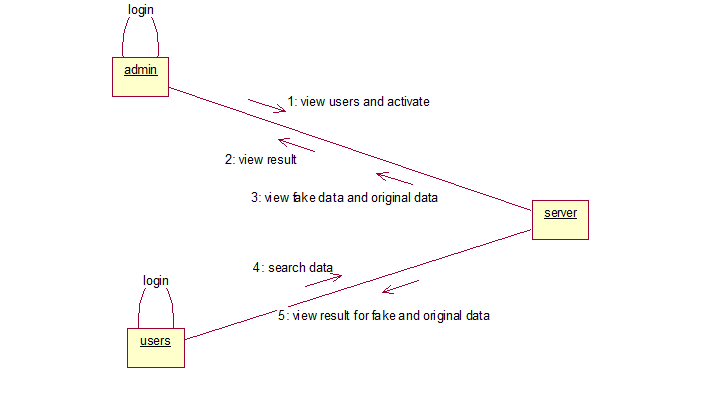 login
admin
1: view users and activate
2: view result
3: view fake data and original data
server
4: search data
login
5: view result for fake and original data
users